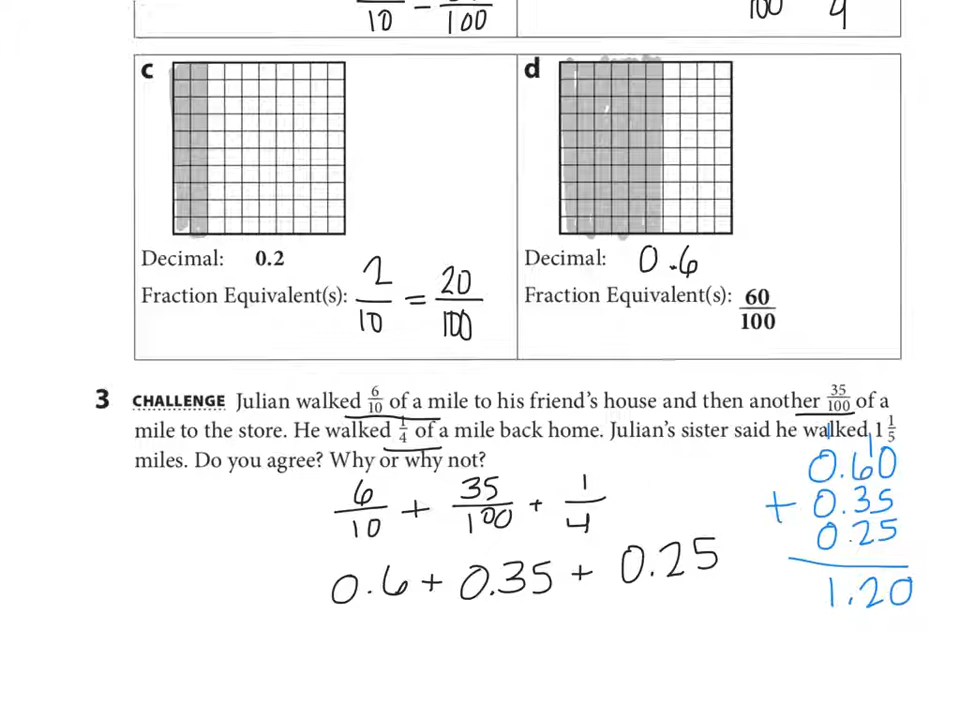 10 - 100
100 4
c
d
Decimal: 0.2
Decimal: 0.6
Fraction Equivalent(s): 2/10 = 20/100
Fraction Equivalent(s): 60/100
3 CHALLENGE Julian walked 6/10 of a mile to his friend's house and then another 35/100 of a
mile to the store. He walked 1/4 of a mile back home. Julian's sister said he walked 1 1/5
miles. Do you agree? Why or why not?
6/10 + 35/100 + 1/4
0.6 + 0.35 + 0.25
1 1
0.60
+ 0.35
0.25
1.20